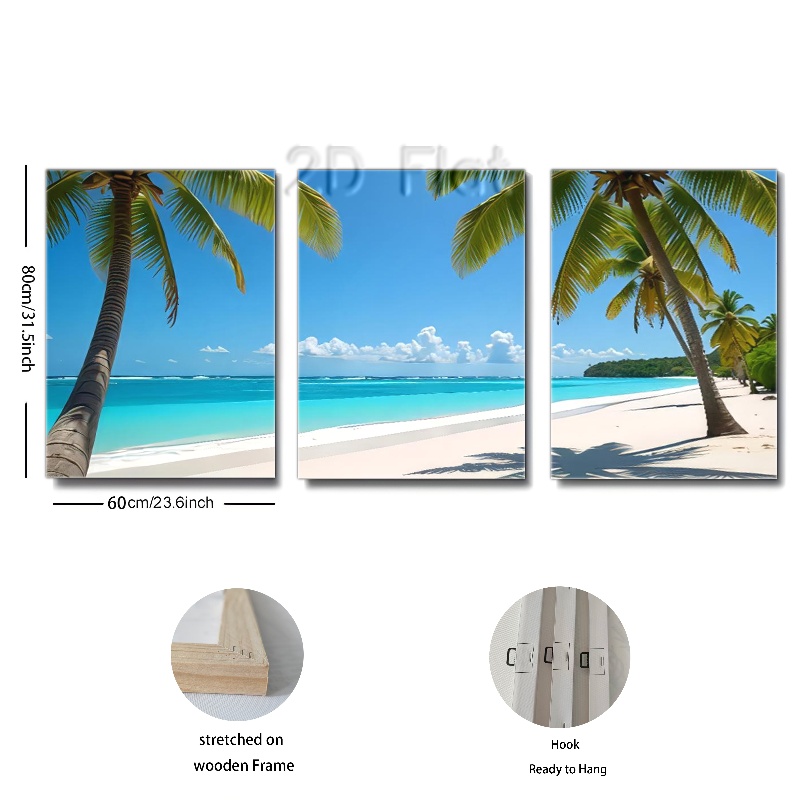 2D Flat
80cm/31.5inch
60cm/23.6inch
stretched on
wooden Frame
Hook
Ready to Hang